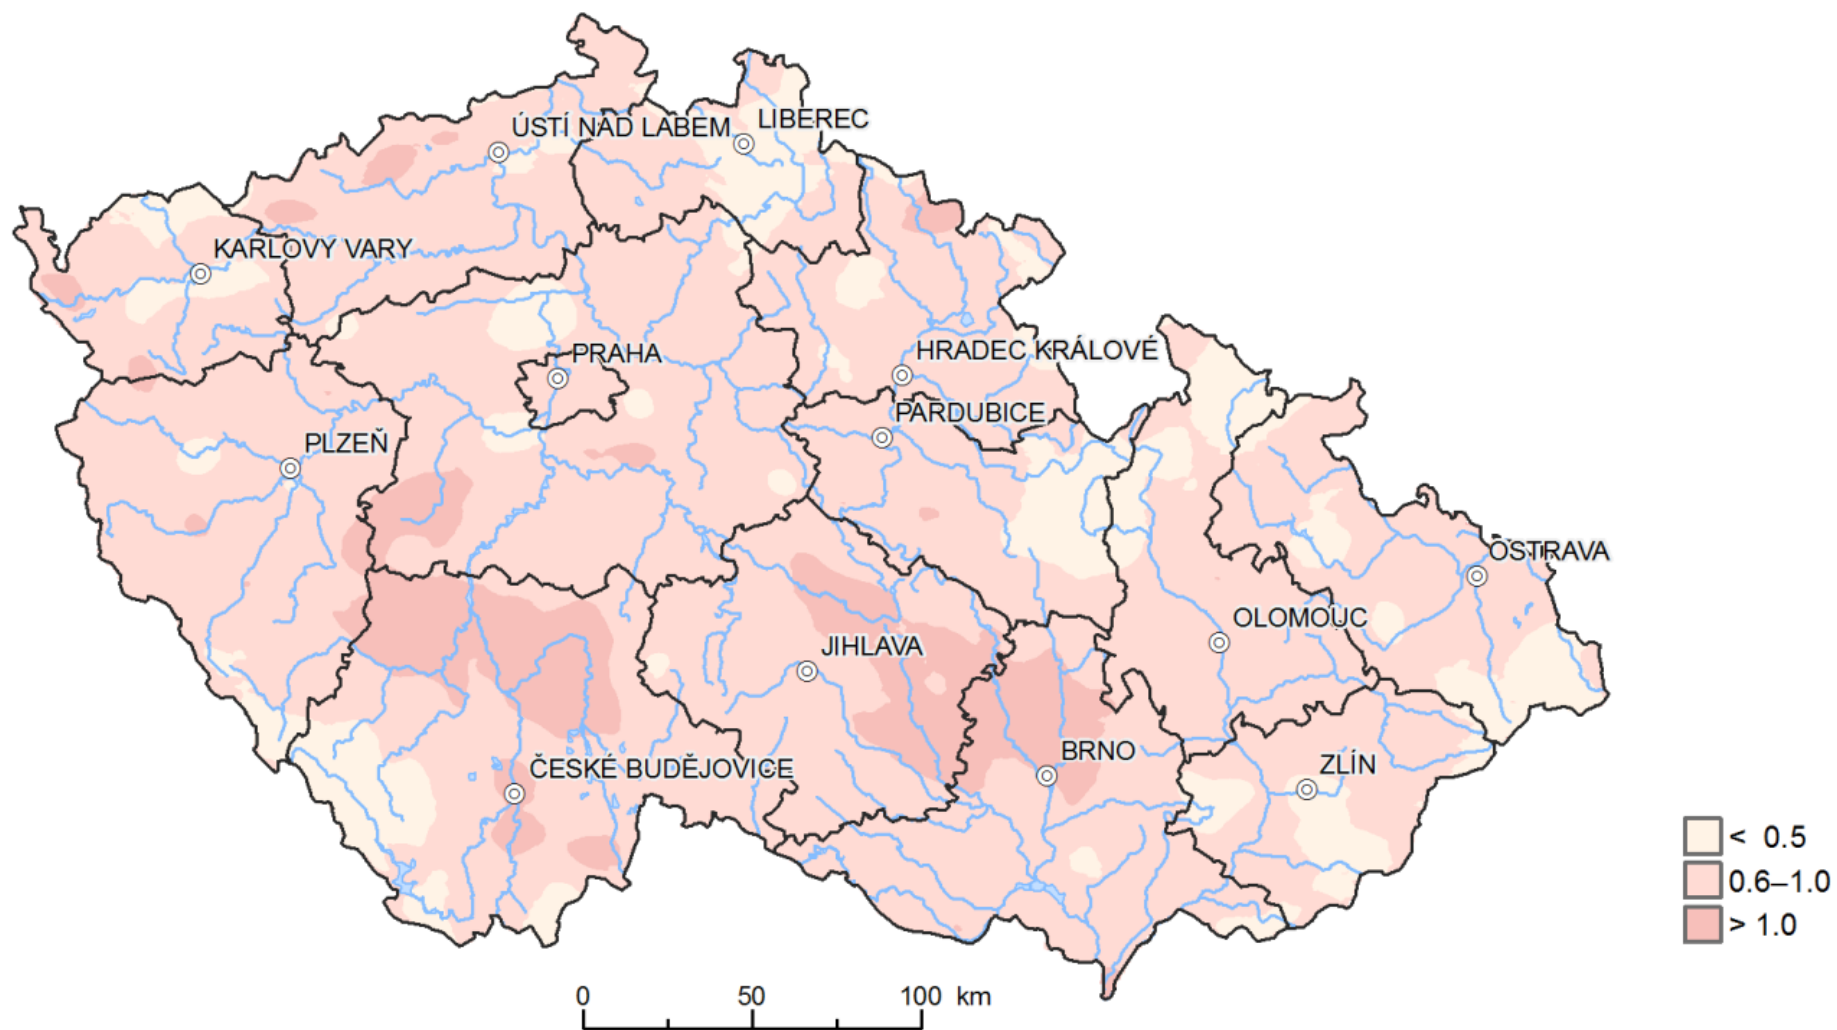 ÚSTÍ NAD LABEM
LIBEREC
KARLOVY VARY
PRAHA
HRADEC KRÁLOVÉ
PARDUBICE
PLZEŇ
OSTRAVA
OLOMOUC
JIHLAVA
BRNO
ZLÍN
ČESKÉ BUDĚJOVICE
< 0.5
0.6–1.0
> 1.0
0 50 100 km